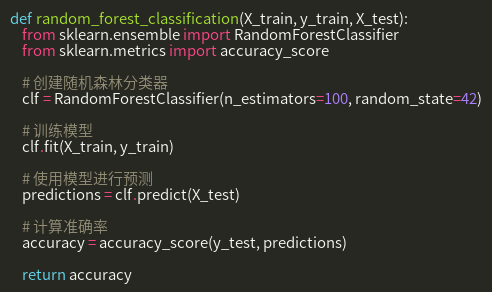 def random_forest_classification(X_train, y_train, X_test):
from sklearn.ensemble import RandomForestClassifier
from sklearn.metrics import accuracy_score
# 创建随机森林分类器
clf = RandomForestClassifier(n_estimators=100, random_state=42)
# 训练模型
clf.fit(X_train, y_train)
# 使用模型进行预测
predictions = clf.predict(X_test)
# 计算准确率
accuracy = accuracy_score(y_test, predictions)
return accuracy